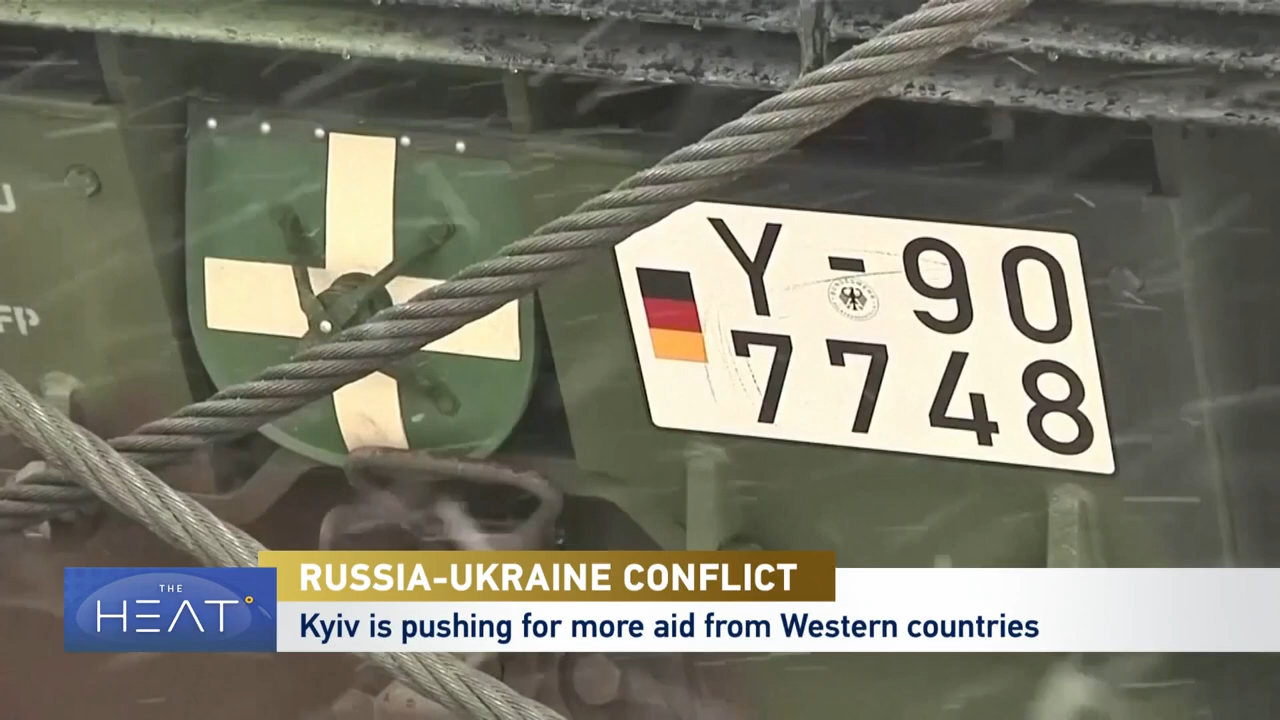 Y - 90
7748
RUSSIA-UKRAINE CONFLICT
THE
HEAT
Kyiv is pushing for more aid from Western countries